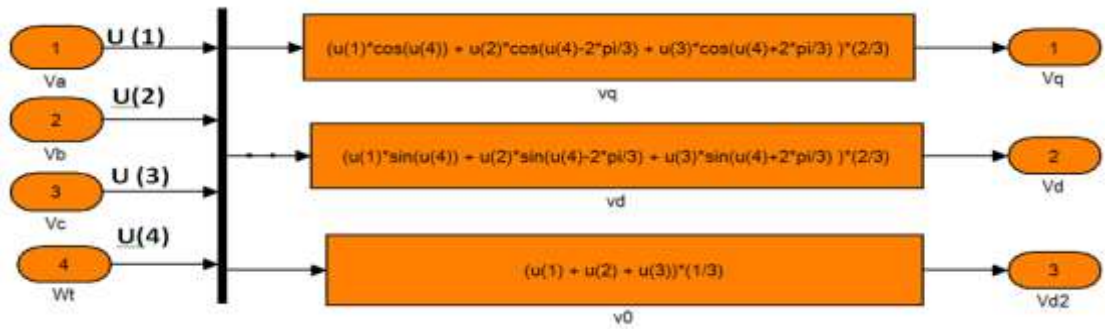 U (1)
1
Va
U(2)
2
Vb
U (3)
3
Vc
U(4)
4
Wt
(u(1)*cos(u(4)) + u(2)*cos(u(4)-2*pi/3) + u(3)*cos(u(4)+2*pi/3) )*(2/3)
vq
1
Vq
(u(1)*sin(u(4)) + u(2)*sin(u(4)-2*pi/3) + u(3)*sin(u(4)+2*pi/3) )*(2/3)
vd
2
Vd
(u(1) + u(2) + u(3))*(1/3)
v0
3
Vd2